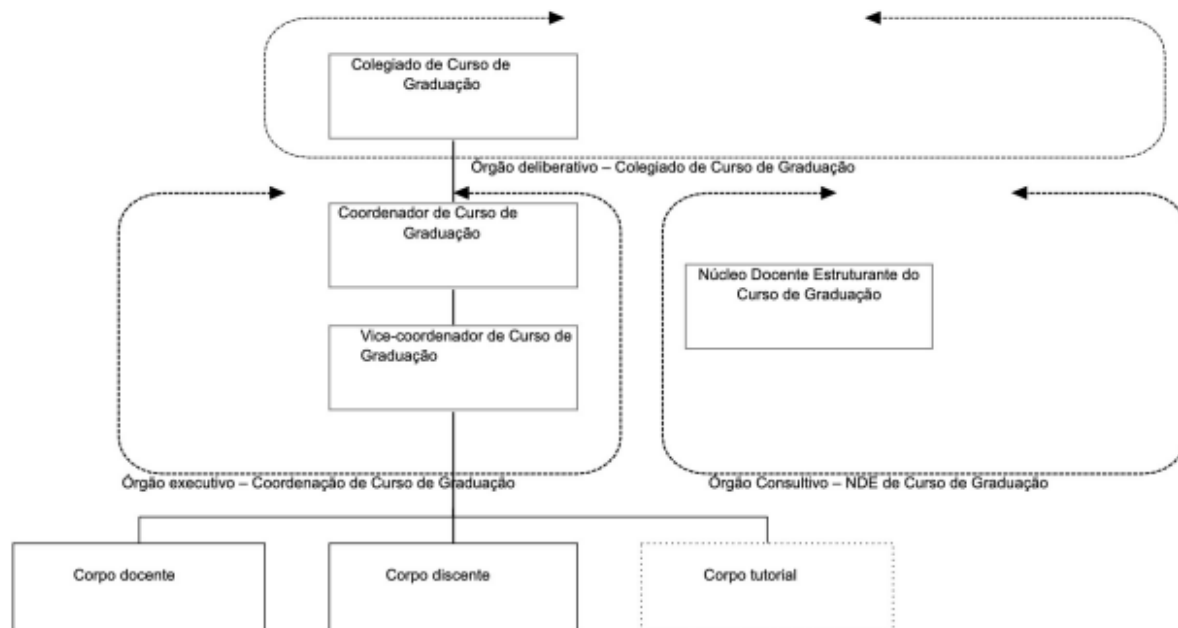 Colegiado de Curso de
Graduação
Órgão deliberativo – Colegiado de Curso de Graduação
Coordenador de Curso de
Graduação
Núcleo Docente Estruturante do
Curso de Graduação
Vice-coordenador de Curso de
Graduação
Órgão executivo – Coordenação de Curso de Graduação
Órgão Consultivo – NDE de Curso de Graduação
Corpo docente
Corpo discente
Corpo tutorial